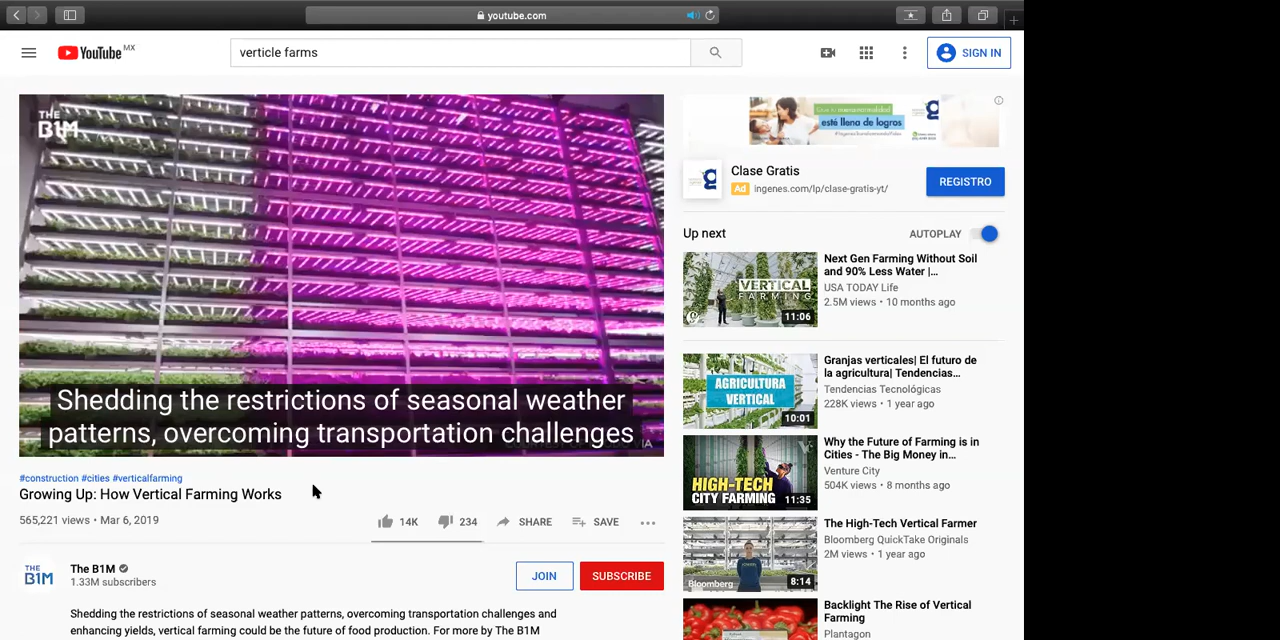 youtube.com
YouTube MX
verticle farms
SIGN IN
THE
B1M
Shedding the restrictions of seasonal weather
patterns, overcoming transportation challenges
#construction #cities #verticalfarming
Growing Up: How Vertical Farming Works
565,221 views • Mar 6, 2019
14K
234
SHARE
SAVE
THE
B1M
The B1M
1.33M subscribers
JOIN
SUBSCRIBE
Shedding the restrictions of seasonal weather patterns, overcoming transportation challenges and
enhancing yields, vertical farming could be the future of food production. For more by The B1M
esté llena de logros
Clase Gratis
Ad ingenes.com/lp/clase-gratis-yt/
REGISTRO
Up next
AUTOPLAY
VERTICAL
FARMING
11:06
Next Gen Farming Without Soil
and 90% Less Water |...
USA TODAY Life
2.5M views • 10 months ago
AGRICULTURA
VERTICAL
10:01
Granjas verticales| El futuro de
la agricultura| Tendencias...
Tendencias Tecnológicas
228K views • 1 year ago
HIGH-TECH
CITY FARMING
11:35
Why the Future of Farming is in
Cities - The Big Money in...
Venture City
504K views • 8 months ago
Bloomberg
8:14
The High-Tech Vertical Farmer
Bloomberg QuickTake Originals
2M views • 1 year ago
Backlight The Rise of Vertical
Farming
Plantagon